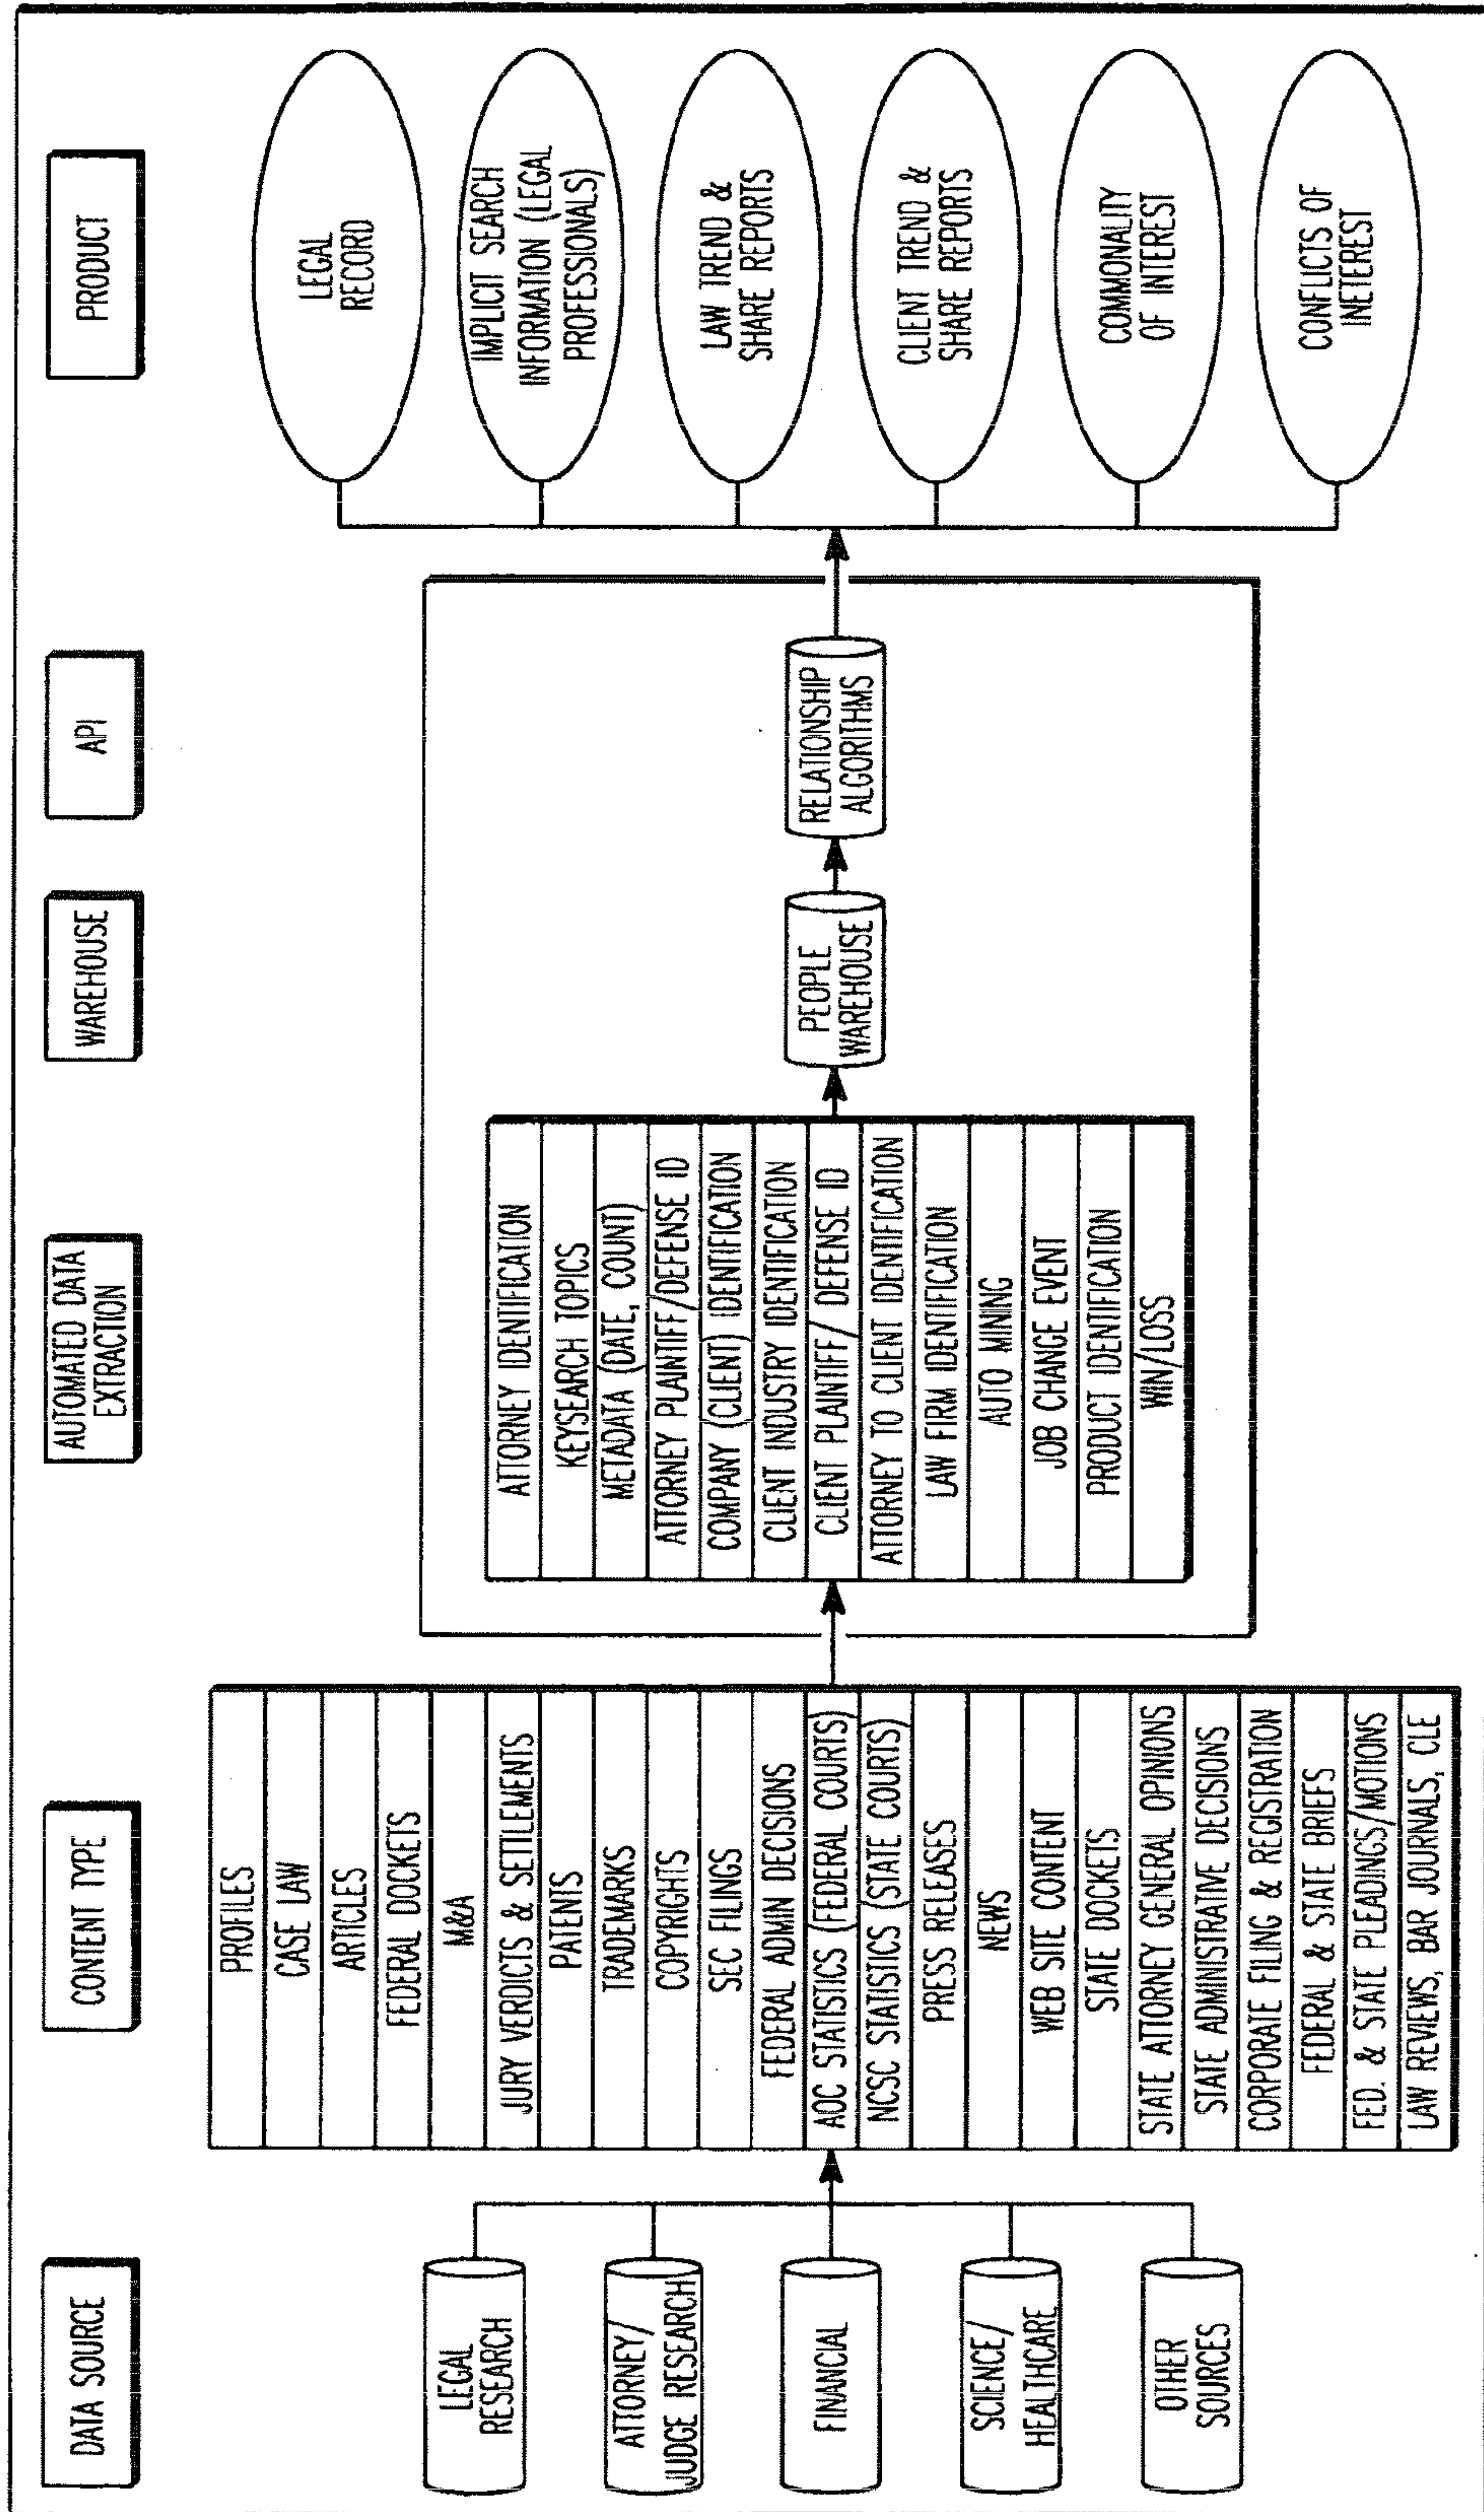 DATA SOURCE
CONTENT TYPE
AUTOMATED DATA
EXTRACTION
WAREHOUSE
API
PRODUCT
LEGAL
RESEARCH
ATTORNEY/
JUDGE RESEARCH
FINANCIAL
SCIENCE/
HEALTHCARE
OTHER
SOURCES
PROFILES
CASE LAW
ARTICLES
FEDERAL DOCKETS
M&A
JURY VERDICTS & SETTLEMENTS
PATENTS
TRADEMARKS
COPYRIGHTS
SEC FILINGS
FEDERAL ADMIN DECISIONS
AOC STATISTICS (FEDERAL COURTS)
NCSC STATISTICS (STATE COURTS)
PRESS RELEASES
NEWS
WEB SITE CONTENT
STATE DOCKETS
STATE ATTORNEY GENERAL OPINIONS
STATE ADMINISTRATIVE DECISIONS
CORPORATE FILING & REGISTRATION
FEDERAL & STATE BRIEFS
FED. & STATE PLEADINGS/MOTIONS
LAW REVIEWS, BAR JOURNALS, CLE
ATTORNEY IDENTIFICATION
KEYSEARCH TOPICS
METADATA (DATE, COUNT)
ATTORNEY PLAINTIFF/DEFENSE ID
COMPANY (CLIENT) IDENTIFICATION
CLIENT INDUSTRY IDENTIFICATION
CLIENT PLAINTIFF/ DEFENSE ID
ATTORNEY TO CLIENT IDENTIFICATION
LAW FIRM IDENTIFICATION
AUTO MINING
JOB CHANGE EVENT
PRODUCT IDENTIFICATION
WIN/LOSS
PEOPLE
WAREHOUSE
RELATIONSHIP
ALGORITHMS
LEGAL
RECORD
IMPLICIT SEARCH
INFORMATION (LEGAL
PROFESSIONALS)
LAW TREND &
SHARE REPORTS
CLIENT TREND &
SHARE REPORTS
COMMONALITY
OF INTEREST
CONFLICTS OF
INETEREST